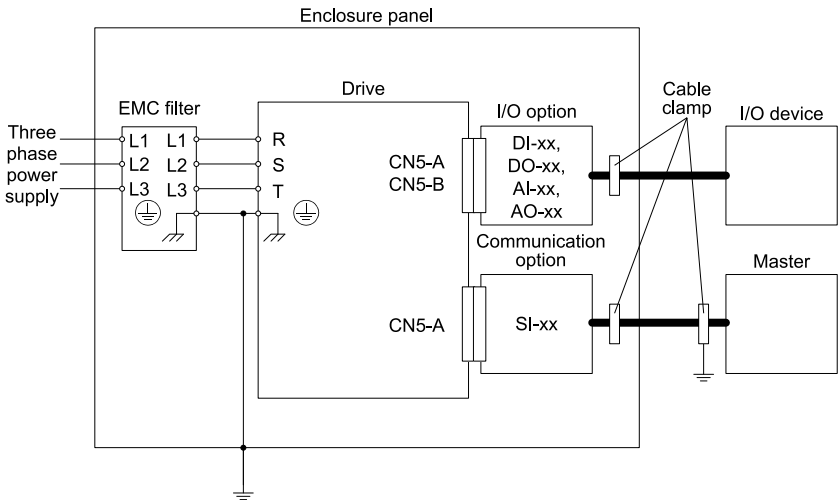 Enclosure panel
Three
phase
power
supply
EMC filter
L1 L1
L2 L2
L3 L3
Drive
R
S
T
CN5-A
CN5-B
I/O option
DI-xx,
DO-xx,
AI-xx,
AO-xx
Cable
clamp
I/O device
Communication
option
CN5-A
SI-xx
Master